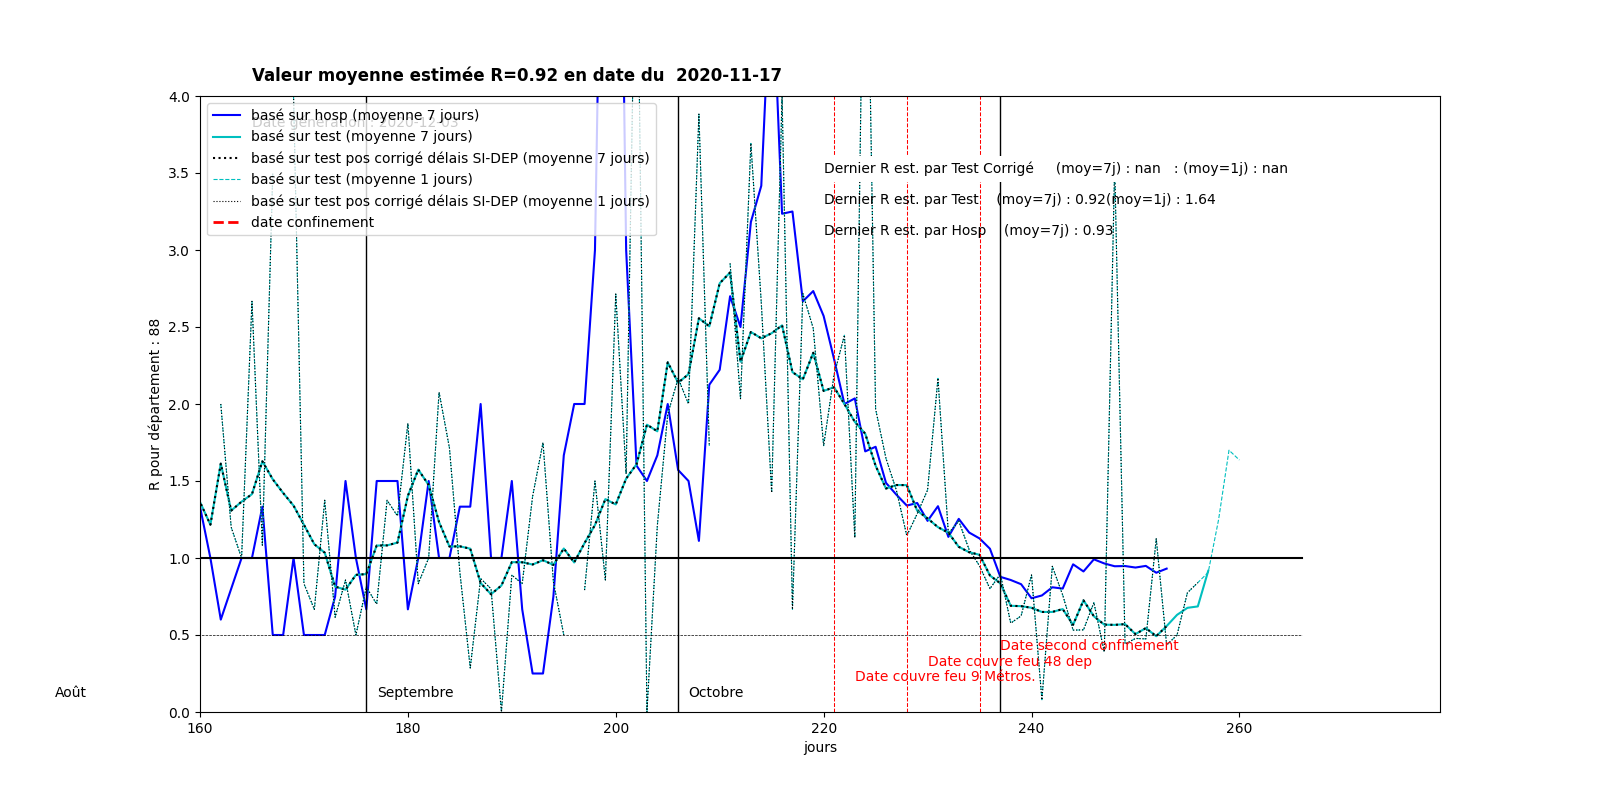 Valeur moyenne estimée R=0.92 en date du  2020-11-17
Date génération : 2020-12-03
basé sur hosp (moyenne 7 jours)
basé sur test (moyenne 7 jours)
basé sur test pos corrigé délais SI-DEP (moyenne 7 jours)
basé sur test (moyenne 1 jours)
basé sur test pos corrigé délais SI-DEP (moyenne 1 jours)
date confinement
Dernier R est. par Test Corrigé     (moy=7j) : nan   : (moy=1j) : nan
Dernier R est. par Test    (moy=7j) : 0.92(moy=1j) : 1.64
Dernier R est. par Hosp    (moy=7j) : 0.93
R pour département : 88
4.0
3.5
3.0
2.5
2.0
1.5
1.0
0.5
0.0
Date second confinement
Date couvre feu 48 dep
Date couvre feu 9 Métros.
Août
Septembre
Octobre
160 180 200 220 240 260
jours